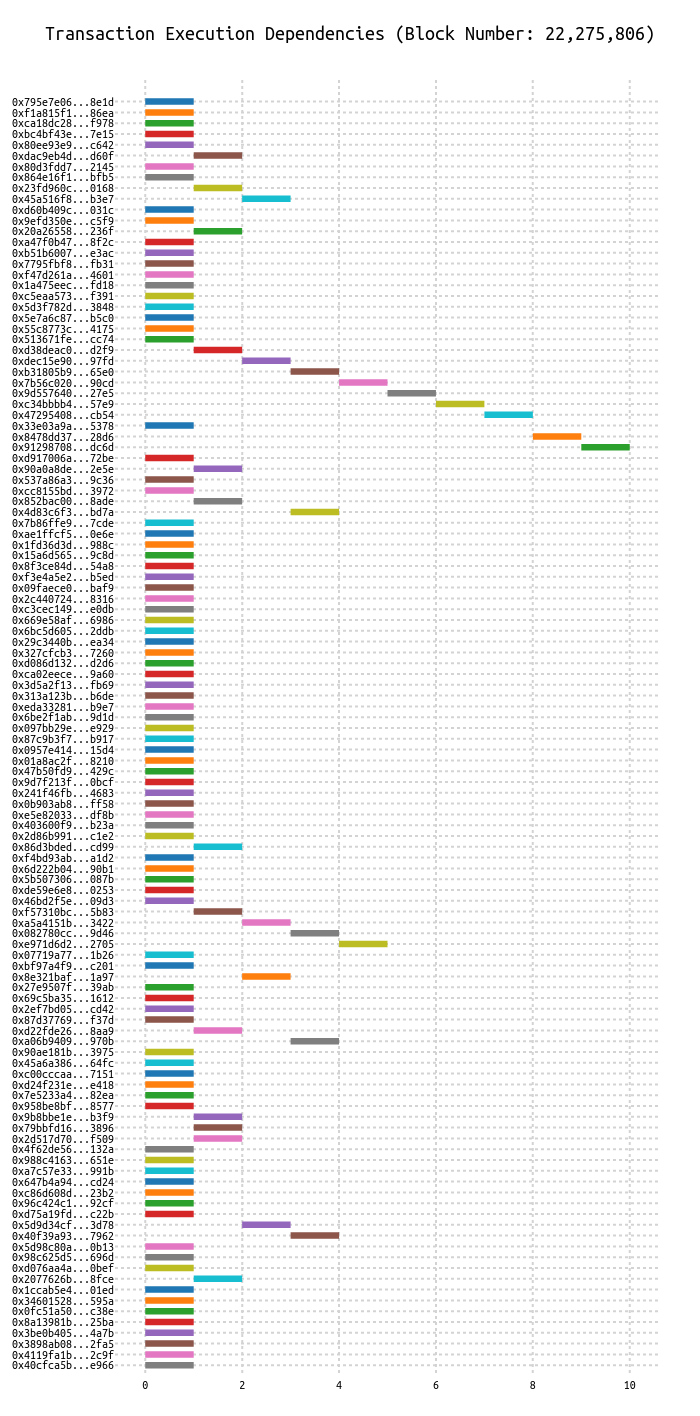 Transaction Execution Dependencies (Block Number: 22,275,806)
0x795e7e06...8e1d
0xf1a815f1...86ea
0xca18dc28...f978
0xbc4bf43e...7e15
0x80ee93e9...c642
0xdac9eb4d...d60f
0x80d3fdd7...2145
0x864e16f1...bfb5
0x23fd960c...0168
0x45a516f8...b3e7
0xd60b409c...031c
0x9efd350e...c5f9
0x20a26558...236f
0xa47f0b47...8f2c
0xb51b6007...e3ac
0x7795fbf8...fb31
0xf47d261a...4601
0x1a475eec...fd18
0xc5eaa573...f391
0x5d3f782d...3848
0x5e7a6c87...b5c0
0x55c8773c...4175
0x513671fe...cc74
0xd38deac0...d2f9
0xdec15e90...97fd
0xb31805b9...65e0
0x7b56c020...90cd
0x9d557640...27e5
0xc34bbbb4...57e9
0x47295408...cb54
0x33e03a9a...5378
0x8478dd37...28d6
0x91298708...dc6d
0xd917006a...72be
0x90a0a8de...2e5e
0x537a86a3...9c36
0xcc8155bd...3972
0x852bac00...8ade
0x4d83c6f3...bd7a
0x7b86ffe9...7cde
0xae1ffcf5...0e6e
0x1fd36d3d...988c
0x15a6d565...9c8d
0x8f3ce84d...54a8
0xf3e4a5e2...b5ed
0x09faece0...baf9
0x2c440724...8316
0xc3cec149...e0db
0x669e58af...6986
0x6bc5d605...2ddb
0x29c3440b...ea34
0x327cfcb3...7260
0xd086d132...d2d6
0xca02eece...9a60
0x3d5a2f13...fb69
0x313a123b...b6de
0xeda33281...b9e7
0x6be2f1ab...9d1d
0x097bb29e...e929
0x87c9b3f7...b917
0x0957e414...15d4
0x01a8ac2f...8210
0x47b50fd9...429c
0x9d7f213f...0bcf
0x241f46fb...4683
0x0b903ab8...ff58
0xe5e82033...df8b
0x403600f9...b23a
0x2d86b991...c1e2
0x86d3bded...cd99
0xf4bd93ab...a1d2
0x6d222b04...90b1
0x5b507306...087b
0xde59e6e8...0253
0x46bd2f5e...09d3
0xf57310bc...5b83
0xa5a4151b...3422
0x082780cc...9d46
0xe971d6d2...2705
0x07719a77...1b26
0xbf97a4f9...c201
0x8e321baf...1a97
0x27e9507f...39ab
0x69c5ba35...1612
0x2ef7bd05...cd42
0x87d37769...f37d
0xd22fde26...8aa9
0xa06b9409...970b
0x90ae181b...3975
0x45a6a386...64fc
0xc00cccaa...7151
0xd24f231e...e418
0x7e5233a4...82ea
0x958be8bf...8577
0x9b8bbe1e...b3f9
0x79bbfd16...3896
0x2d517d70...f509
0x4f62de56...132a
0x988c4163...651e
0xa7c57e33...991b
0x647b4a94...cd24
0xc86d608d...23b2
0x96c424c1...92cf
0xd75a19fd...c22b
0x5d9d34cf...3d78
0x40f39a93...7962
0x5d98c80a...0b13
0x98c625d5...696d
0xd076aa4a...0bef
0x2077626b...8fce
0x1ccab5e4...01ed
0x34601528...595a
0x0fc51a50...c38e
0x8a13981b...25ba
0x3be0b405...4a7b
0x3898ab08...2fa5
0x4119fa1b...2c9f
0x40cfca5b...e966
0 2 4 6 8 10